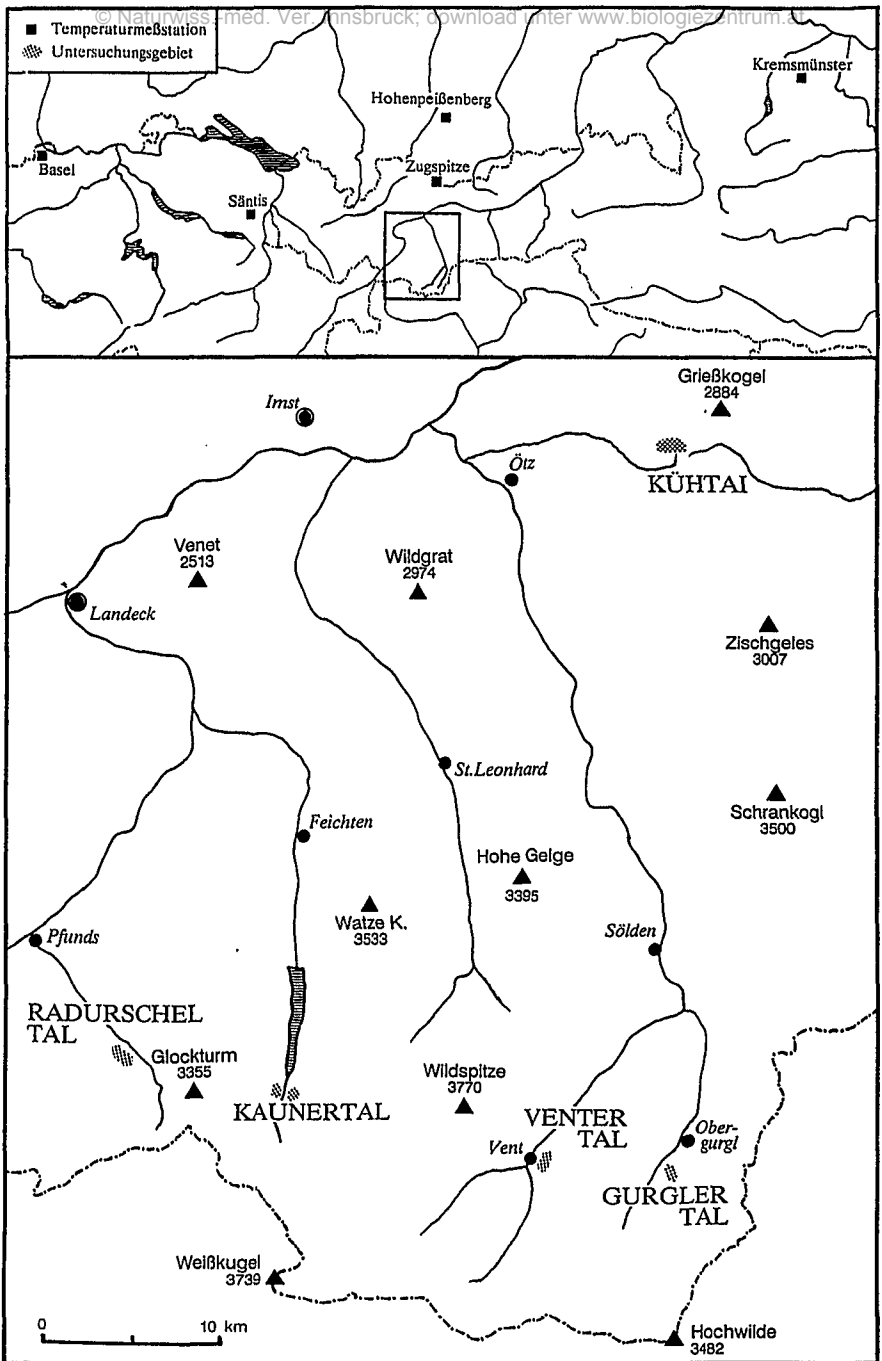 © Naturwiss.-med. Ver. Innsbruck; download unter www.biologiezentrum.at
Temperaturmeßstation
Untersuchungsgebiet
Kremsmünster
Hohenpeißenberg
Basel
Zugspitze
Säntis
Grießkogel
2884
Imst
Ötz
KÜHTAI
Venet
2513
Wildgrat
2974
Landeck
Zischgeles
3007
St.Leonhard
Schrankogl
3500
Feichten
Hohe Geige
3395
Watze K.
3533
Pfunds
Sölden
RADURSCHEL
TAL
Glockturm
3355
KAUNERTAL
Wildspitze
3770
VENTER
TAL
Vent
Ober-
gurgl
GURGLER
TAL
Weißkugel
3739
0 10 km
Hochwilde
3482